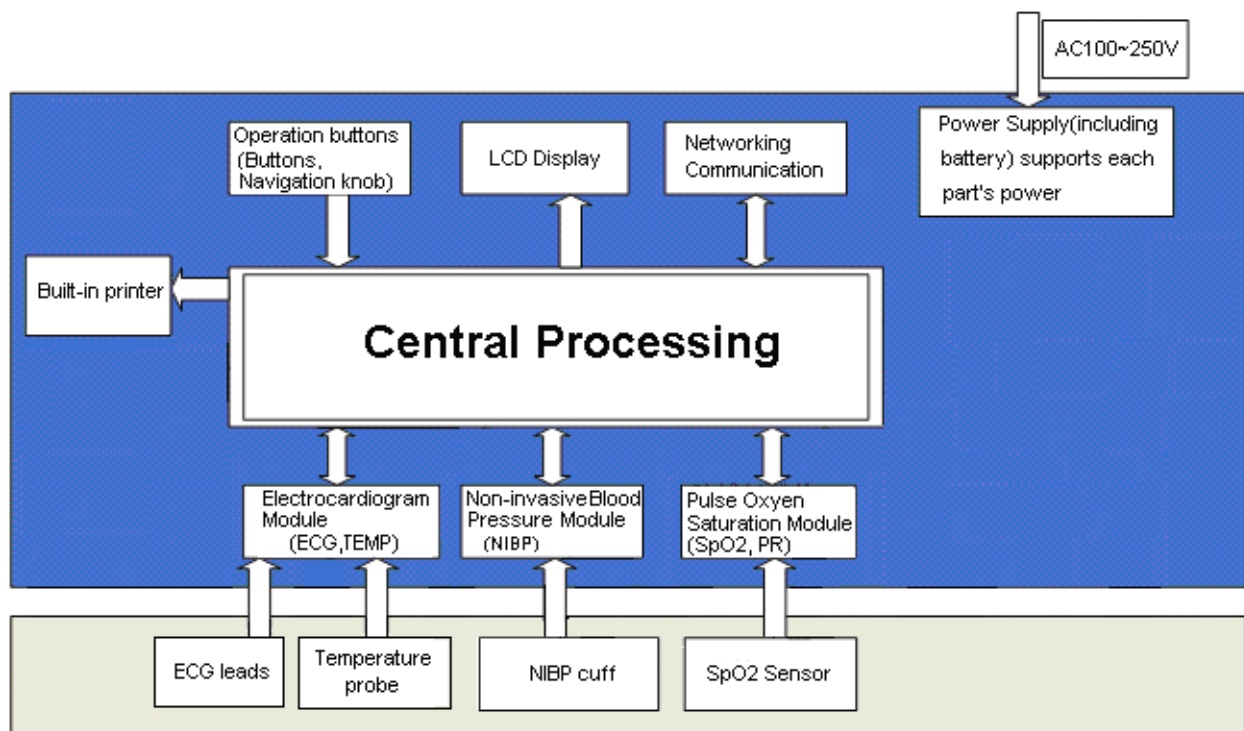 AC100~250V
Operation buttons
(Buttons,
Navigation knob)
LCD Display
Networking
Communication
Power Supply(including
battery) supports each
part's power
Built-in printer
Central Processing
Electrocardiogram
Module
(ECG,TEMP)
Non-invasive Blood
Pressure Module
(NIBP)
Pulse Oxyen
Saturation Module
(SpO2, PR)
ECG leads
Temperature
probe
NIBP cuff
SpO2 Sensor